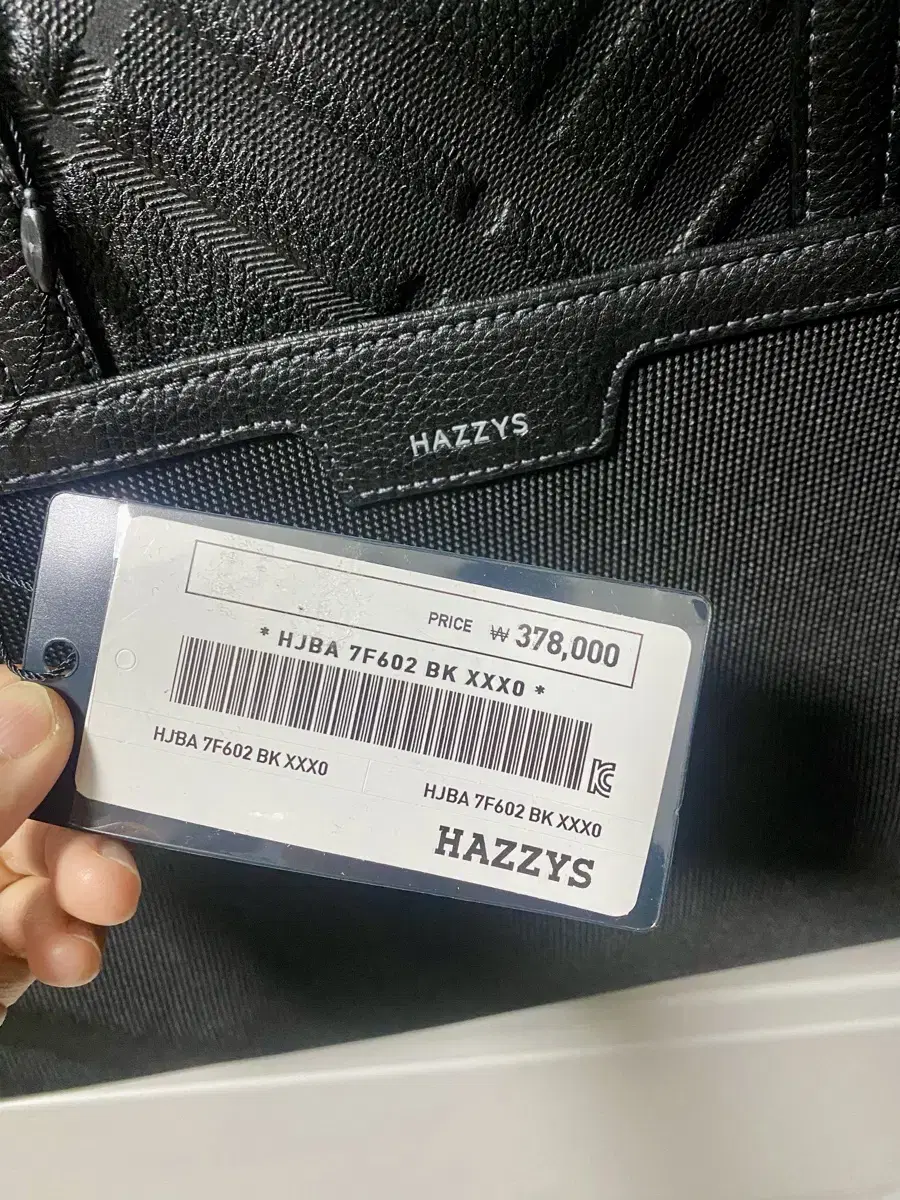 HAZZYS
PRICE ₩ 378,000
* HJBA 7F602 BK XXX0 *
HJBA 7F602 BK XXX0
HJBA 7F602 BK XXX0
HAZZYS